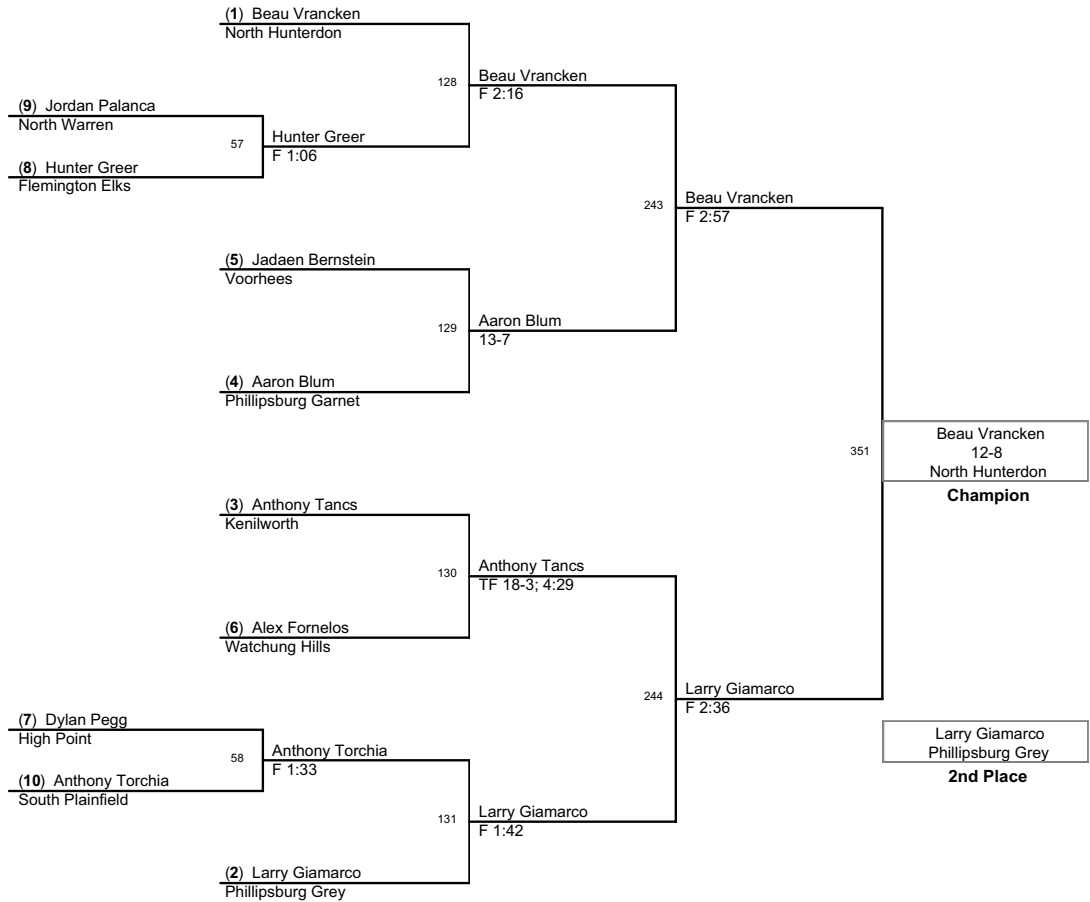 (1) Beau Vrancken
North Hunterdon
128
Beau Vrancken
F 2:16
(9) Jordan Palanca
North Warren
57
Hunter Greer
F 1:06
(8) Hunter Greer
Flemington Elks
243
Beau Vrancken
F 2:57
(5) Jadaen Bernstein
Voorhees
129
Aaron Blum
13-7
(4) Aaron Blum
Phillipsburg Garnet
351
Beau Vrancken
12-8
North Hunterdon
Champion
(3) Anthony Tancs
Kenilworth
130
Anthony Tancs
TF 18-3; 4:29
(6) Alex Fornelos
Watchung Hills
244
Larry Giamarco
F 2:36
(7) Dylan Pegg
High Point
58
Anthony Torchia
F 1:33
(10) Anthony Torchia
South Plainfield
Larry Giamarco
Phillipsburg Grey
2nd Place
131
Larry Giamarco
F 1:42
(2) Larry Giamarco
Phillipsburg Grey